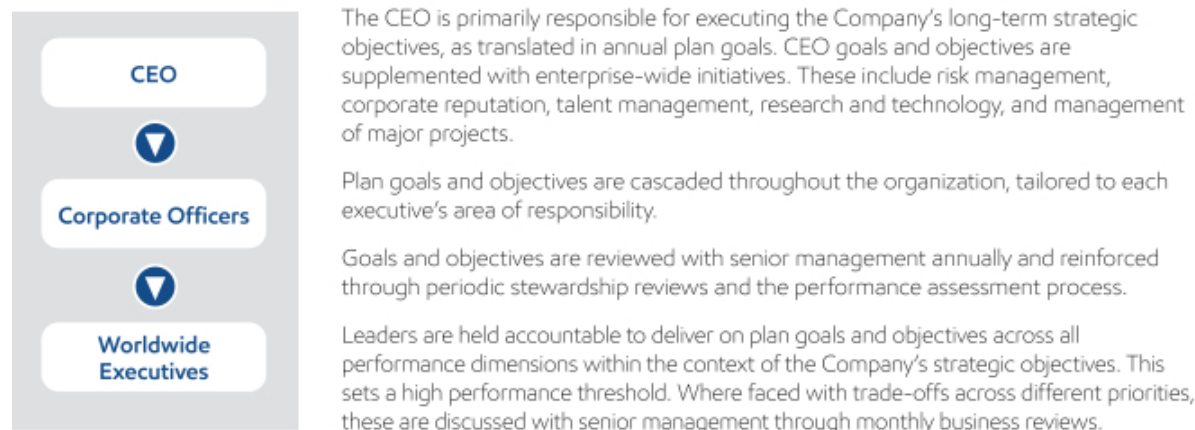 CEO
Corporate Officers
Worldwide
Executives
The CEO is primarily responsible for executing the Company’s long-term strategic
objectives, as translated in annual plan goals. CEO goals and objectives are
supplemented with enterprise-wide initiatives. These include risk management,
corporate reputation, talent management, research and technology, and management
of major projects.
Plan goals and objectives are cascaded throughout the organization, tailored to each
executive’s area of responsibility.
Goals and objectives are reviewed with senior management annually and reinforced
through periodic stewardship reviews and the performance assessment process.
Leaders are held accountable to deliver on plan goals and objectives across all
performance dimensions within the context of the Company’s strategic objectives. This
sets a high performance threshold. Where faced with trade-offs across different priorities,
these are discussed with senior management through monthly business reviews.